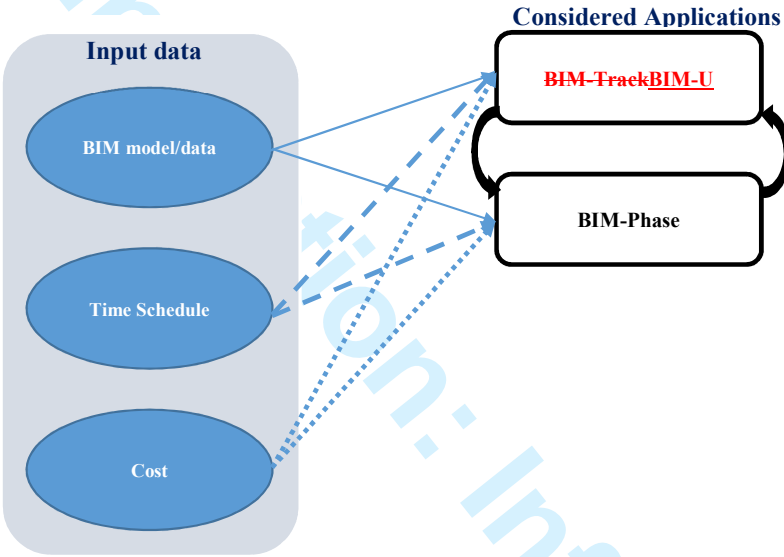 Considered Applications
Input data
BIM-TrackBIM-U
BIM model/data
BIM-Phase
Time Schedule
Cost